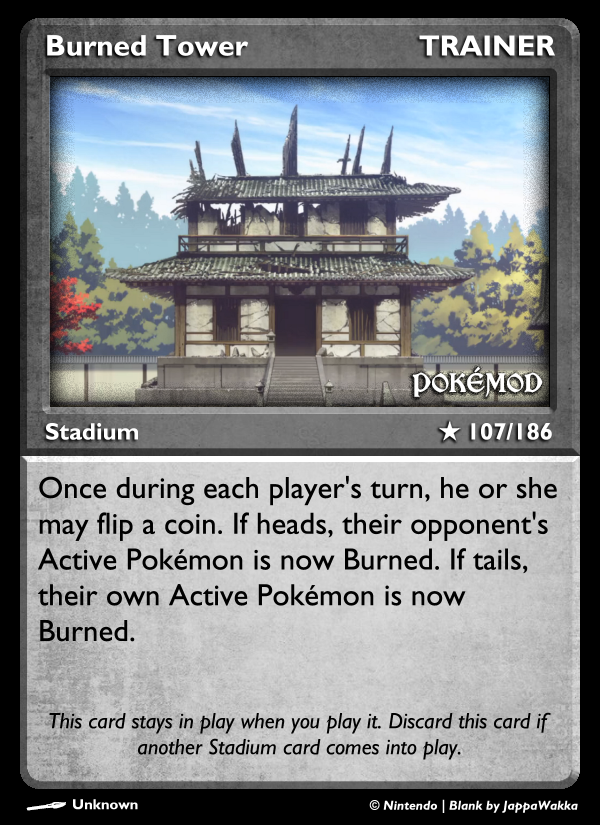 Burned Tower TRAINER
POKÉMOD
Stadium ★ 107/186
Once during each player's turn, he or she
may flip a coin. If heads, their opponent's
Active Pokémon is now Burned. If tails,
their own Active Pokémon is now
Burned.
This card stays in play when you play it. Discard this card if
another Stadium card comes into play.
Unknown © Nintendo | Blank by JappaWakka